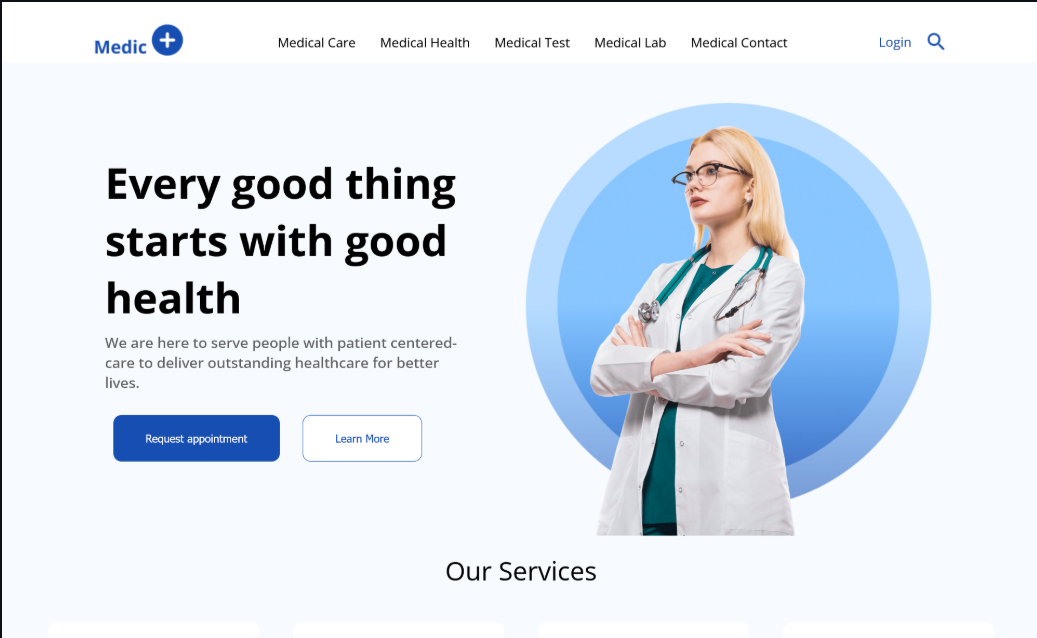 Medic
Medical Care Medical Health Medical Test Medical Lab Medical Contact
Login
Every good thing
starts with good
health
We are here to serve people with patient centered-
care to deliver outstanding healthcare for better
lives.
Request appointment
Learn More
Our Services